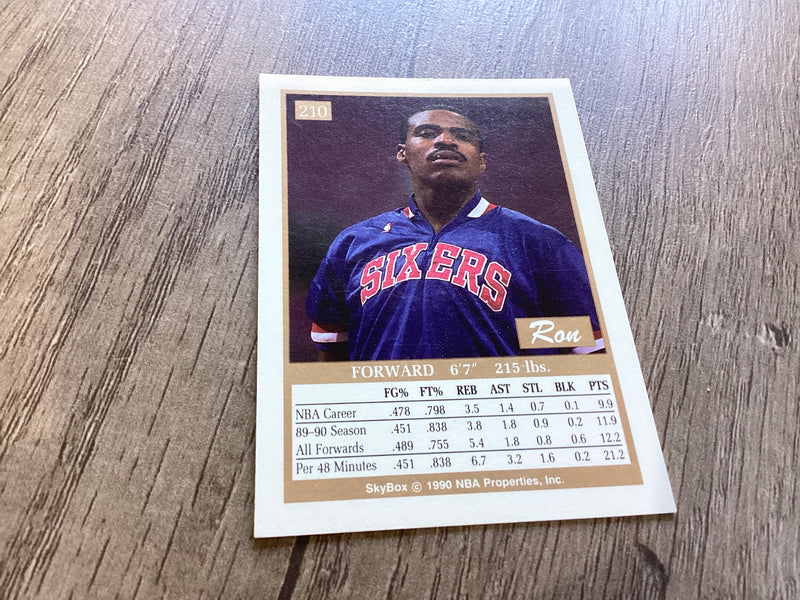 210
SIXERS
Ron
FORWARD 6'7" 215 lbs.
FG% FT% REB AST STL BLK PTS
NBA Career .478 .798 3.5 1.4 0.7 0.1 9.9
89-90 Season .451 .838 3.8 1.8 0.9 0.2 11.9
All Forwards .489 .755 5.4 1.8 0.8 0.6 12.2
Per 48 Minutes .451 .838 6.7 3.2 1.6 0.2 21.2
SkyBox © 1990 NBA Properties, Inc.